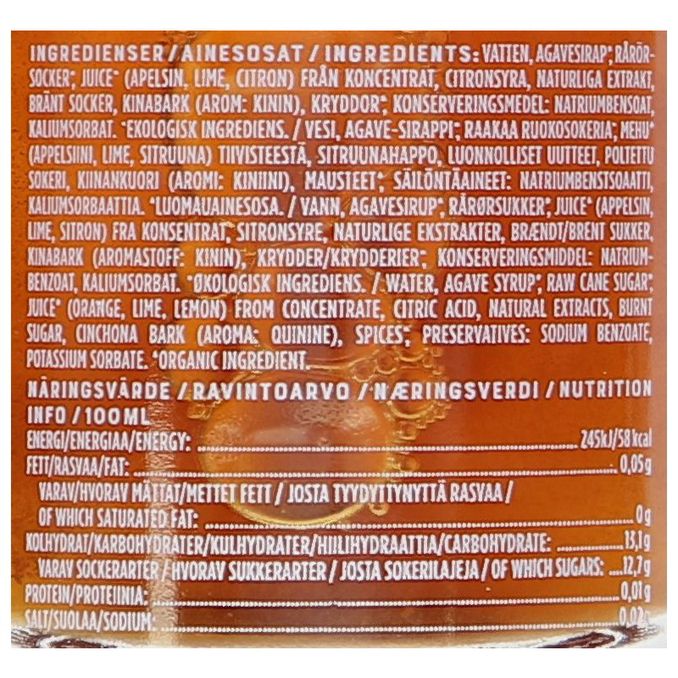 INGREDIENSER / AINESOSAT / INGREDIENTS: VATTEN, AGAVESIRAP*, RÅRÖR-
SOCKER*, JUICE* (APELSIN, LIME, CITRON) FRÅN KONCENTRAT, CITRONSYRA, NATURLIGA EXTRAKT,
BRÄNT SOCKER, KINABARK (AROM: KININ), KRYDDOR*, KONSERVERINGSMEDEL: NATRIUMBENSOAT,
KALIUMSORBAT. *EKOLOGISK INGREDIENS. / VESI, AGAVE-SIRAPPI*, RAAKAA RUOKOSOKERIA*, MEHU*
(APPELSIINI, LIME, SITRUUNA) TIIVISTEESTÄ, SITRUUNAHAPPO, LUONNOLLISET UUTTEET, POLTETTU
SOKERI, KIINANKUORI (AROMI: KINIINI), MAUSTEET*, SÄILÖNTÄAINEET: NATRIUMBENTSOAATTI,
KALIUMSORBAATTIA. *LUOMUAINESOSA. / VANN, AGAVESIRUP*, RÅRØRSUKKER*, JUICE* (APPELSIN,
LIME, SITRON) FRA KONSENTRAT, SITRONSYRE, NATURLIGE EKSTRAKTER, BRÆNDT/BRENT SUKKER,
KINABARK (AROMASTOFF: KININ), KRYDDER/KRYDDERIER*, KONSERVERINGSMIDDEL: NATRIUM-
BENZOAT, KALIUMSORBAT. *ØKOLOGISK INGREDIENS. / WATER, AGAVE SYRUP*, RAW CANE SUGAR*,
JUICE* (ORANGE, LIME, LEMON) FROM CONCENTRATE, CITRIC ACID, NATURAL EXTRACTS, BURNT
SUGAR, CINCHONA BARK (AROMA: QUININE), SPICES*, PRESERVATIVES: SODIUM BENZOATE,
POTASSIUM SORBATE. *ORGANIC INGREDIENT.
NÄRINGSVÄRDE / RAVINTOARVO / NÆRINGSVERDI / NUTRITION
INFO / 100ML
ENERGI/ENERGIAA/ENERGY: 245kJ/58kcal
FETT/RASVAA/FAT: 0,05g
VARAV/HVORAV MÄTTAT/METTET FETT / JOSTA TYYDYTTYNYTTÄ RASVAA /
OF WHICH SATURATED FAT: 0g
KOLHYDRAT/KARBOHYDRATER/KULHYDRATER/HIILIHYDRAATTIA/CARBOHYDRATE: 13,1g
VARAV SOCKERARTER / HVORAV SUKKERARTER / JOSTA SOKERILAJEJA / OF WHICH SUGARS: 12,7g
PROTEIN/PROTEIINIA: 0,01g
SALT/SUOLAA/SODIUM: 0,02g